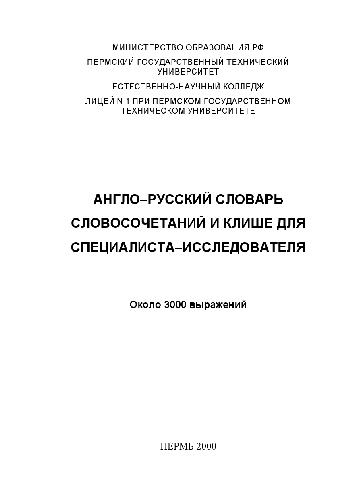 МИНИСТЕРСТВО ОБРАЗОВАНИЯ РФ
ПЕРМСКИЙ ГОСУДАРСТВЕННЫЙ ТЕХНИЧЕСКИЙ
УНИВЕРСИТЕТ
ЕСТЕСТВЕННО-НАУЧНЫЙ КОЛЛЕДЖ
ЛИЦЕЙ N 1 ПРИ ПЕРМСКОМ ГОСУДАРСТВЕННОМ
ТЕХНИЧЕСКОМ УНИВЕРСИТЕТЕ
АНГЛО–РУССКИЙ СЛОВАРЬ
СЛОВОСОЧЕТАНИЙ И КЛИШЕ ДЛЯ
СПЕЦИАЛИСТА–ИССЛЕДОВАТЕЛЯ
Около 3000 выражений
ПЕРМЬ 2000